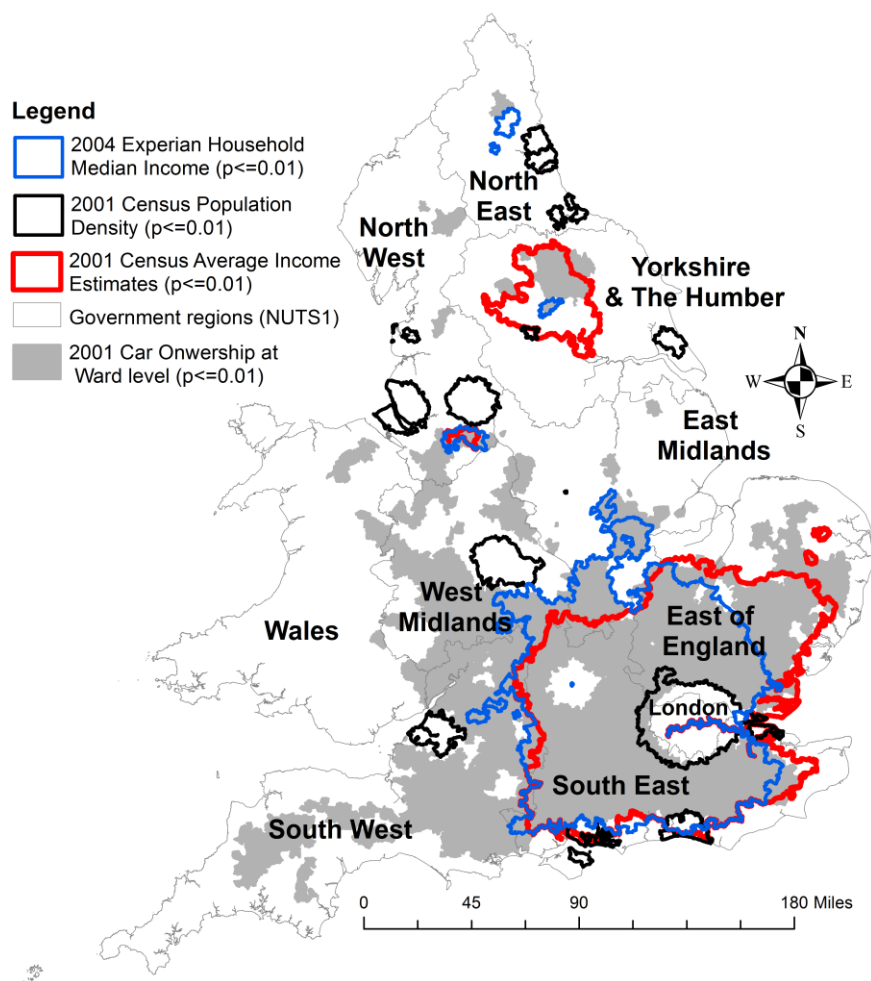 Legend
2004 Experian Household
Median Income (p<=0.01)
2001 Census Population
Density (p<=0.01)
2001 Census Average Income
Estimates (p<=0.01)
Government regions (NUTS1)
2001 Car Onwership at
Ward level (p<=0.01)
North
East
North
West
Yorkshire
& The Humber
N
W
E
S
East
Midlands
West
Midlands
Wales
East of
England
London
South East
South West
0
45
90
180 Miles